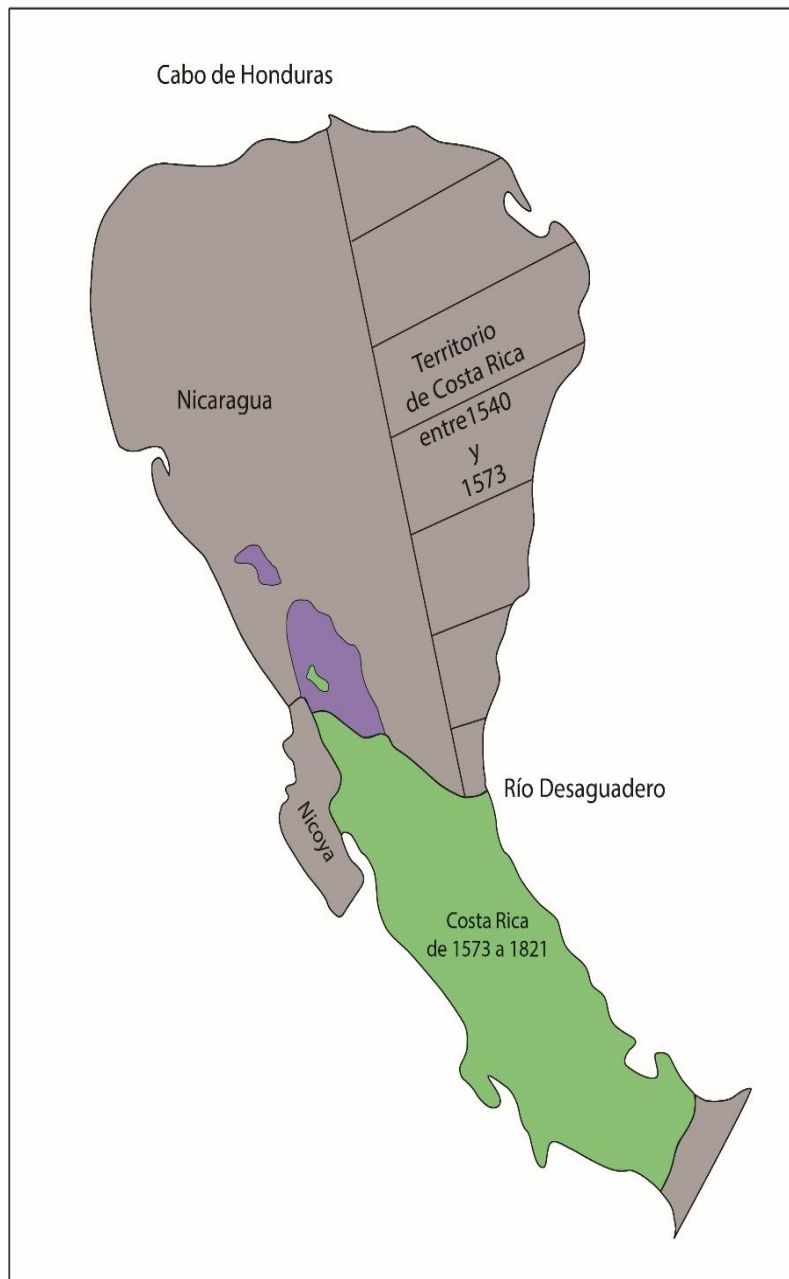 Cabo de Honduras
Nicaragua
Territorio
de Costa Rica
entre1540
y
1573
Río Desaguadero
Nicoya
Costa Rica
de 1573 a 1821